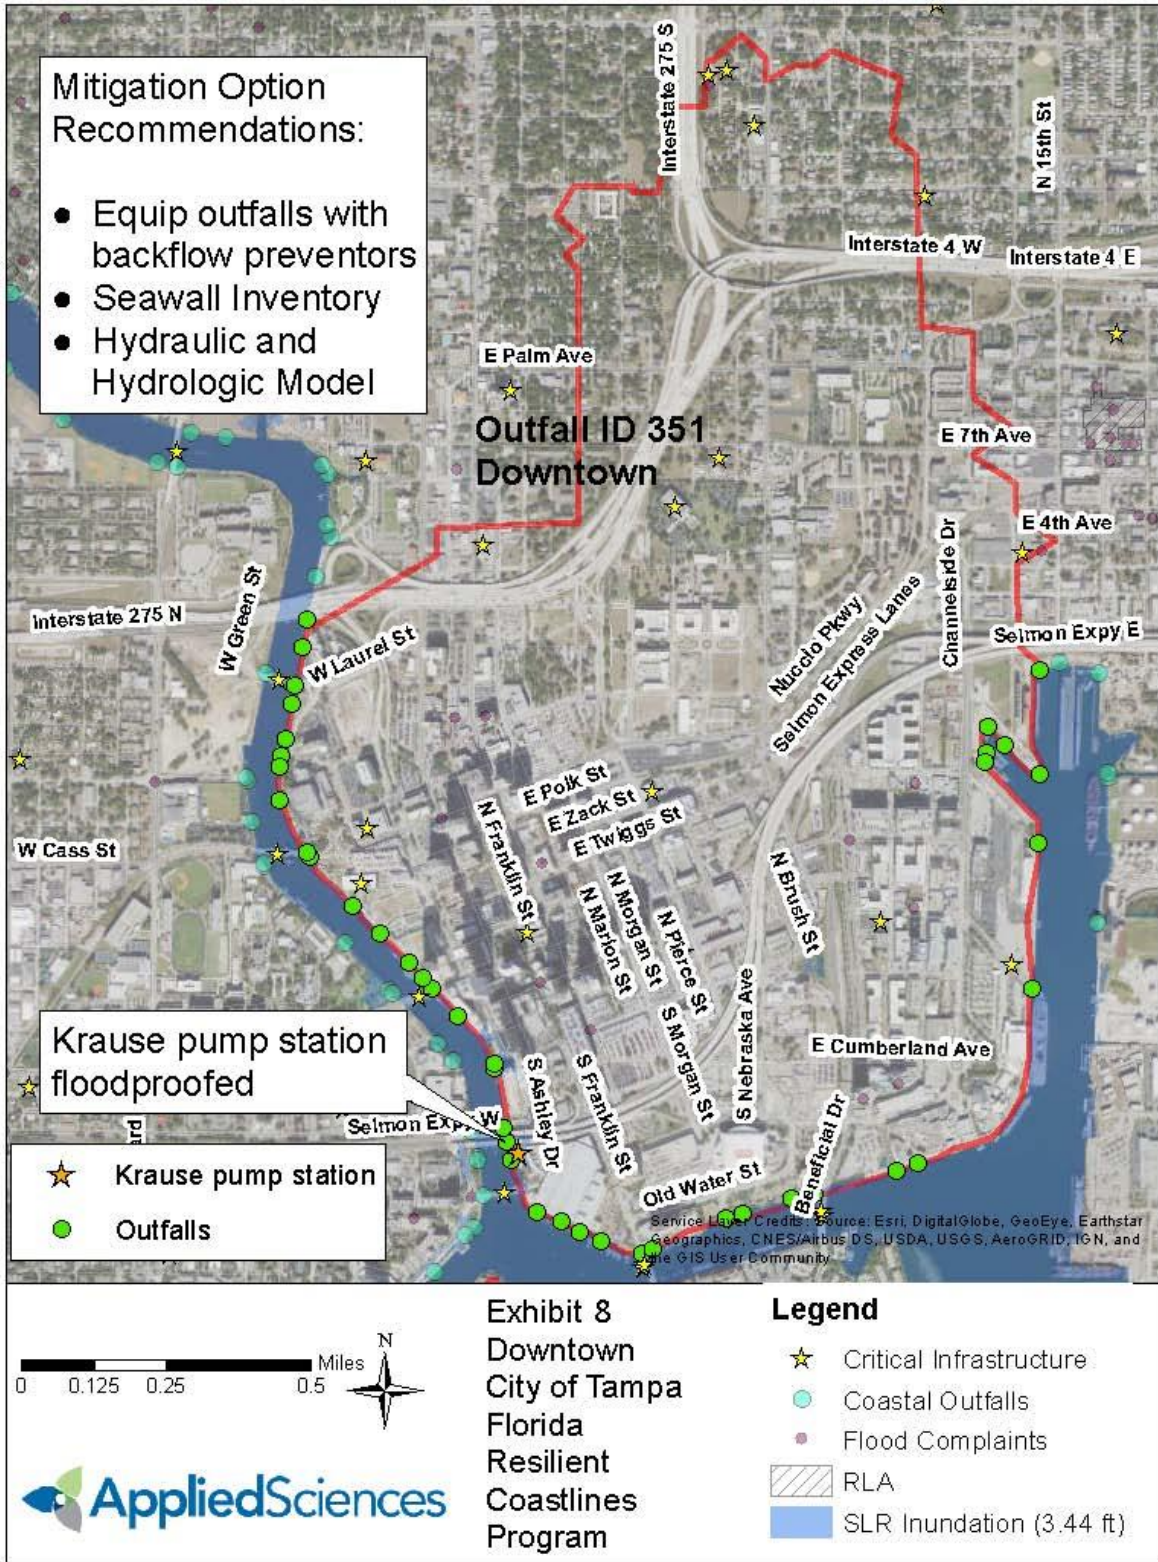 Mitigation Option
Recommendations:
● Equip outfalls with
backflow preventors
● Seawall Inventory
● Hydraulic and
Hydrologic Model
Interstate 275 S
N 15th St
Interstate 4 W
Interstate 4 E
E Palm Ave
Outfall ID 351
Downtown
E 7th Ave
E 4th Ave
Channelside Dr
Interstate 275 N
W Green St
W Laurel St
Nuccio Pkwy
Selmon Express Lanes
Selmon Expy E
W Cass St
E Polk St
E Zack St
E Twiggs St
N Franklin St
N Marion St
N Morgan St
N Pierce St
N Brush St
S Nebraska Ave
S Morgan St
E Cumberland Ave
Krause pump station
floodproofed
Selmon Expy W
S Ashley Dr
S Franklin St
Old Water St
Beneficial Dr
ard
Krause pump station
Outfalls
Service Layer Credits: Source: Esri, DigitalGlobe, GeoEye, Earthstar
Geographics, CNES/Airbus DS, USDA, USGS, AeroGRID, IGN, and
the GIS User Community
Miles
0 0.125 0.25 0.5
N
AppliedSciences
Exhibit 8
Downtown
City of Tampa
Florida
Resilient
Coastlines
Program
Legend
Critical Infrastructure
Coastal Outfalls
Flood Complaints
RLA
SLR Inundation (3.44 ft)